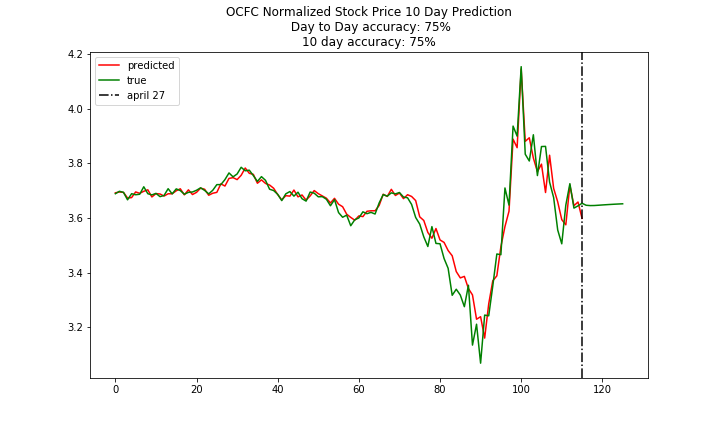 OCFC Normalized Stock Price 10 Day Prediction
Day to Day accuracy: 75%
10 day accuracy: 75%
predicted
true
april 27
4.2
4.0
3.8
3.6
3.4
3.2
0 20 40 60 80 100 120